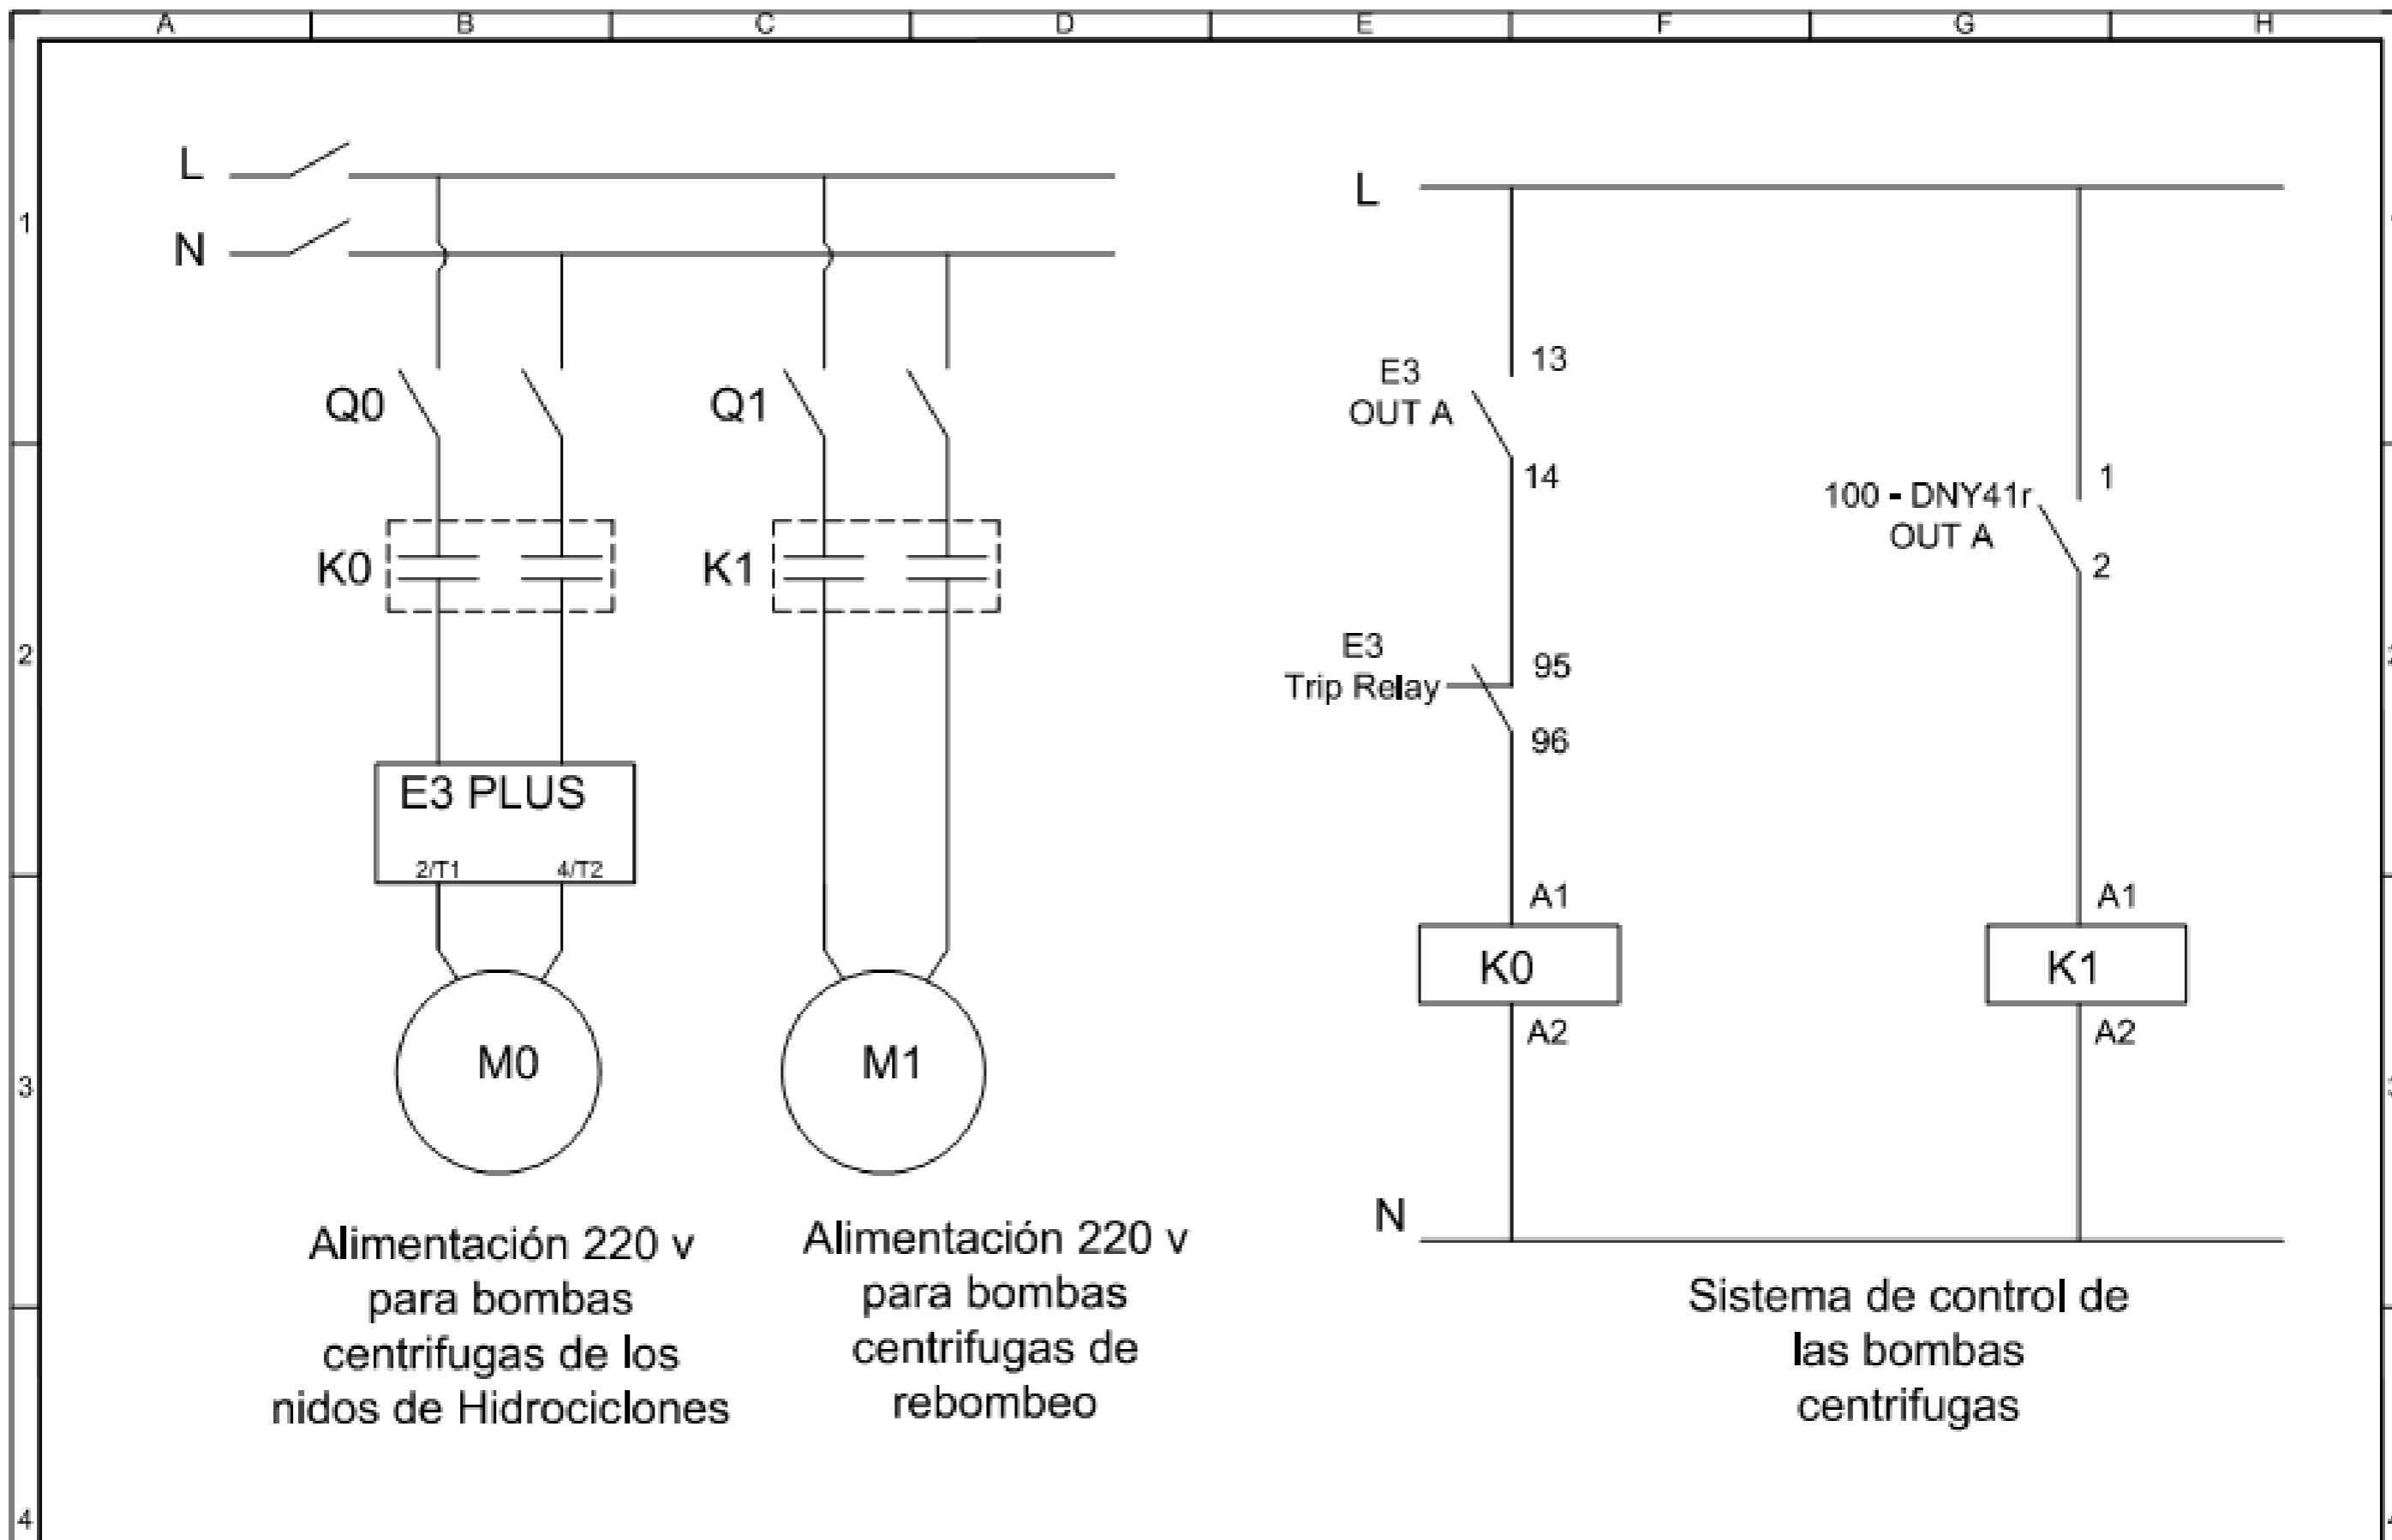 A B C D E F G H
1
2
3
4
L
N
Q0
Q1
K0
K1
E3 PLUS
2/T1 4/T2
M0
M1
Alimentación 220 v
para bombas
centrifugas de los
nidos de Hidrociclones
Alimentación 220 v
para bombas
centrifugas de
rebombeo
L
E3
OUT A
13
14
E3
Trip Relay
95
96
A1
K0
A2
100 - DNY41r
OUT A
1
2
A1
K1
A2
N
Sistema de control de
las bombas
centrifugas